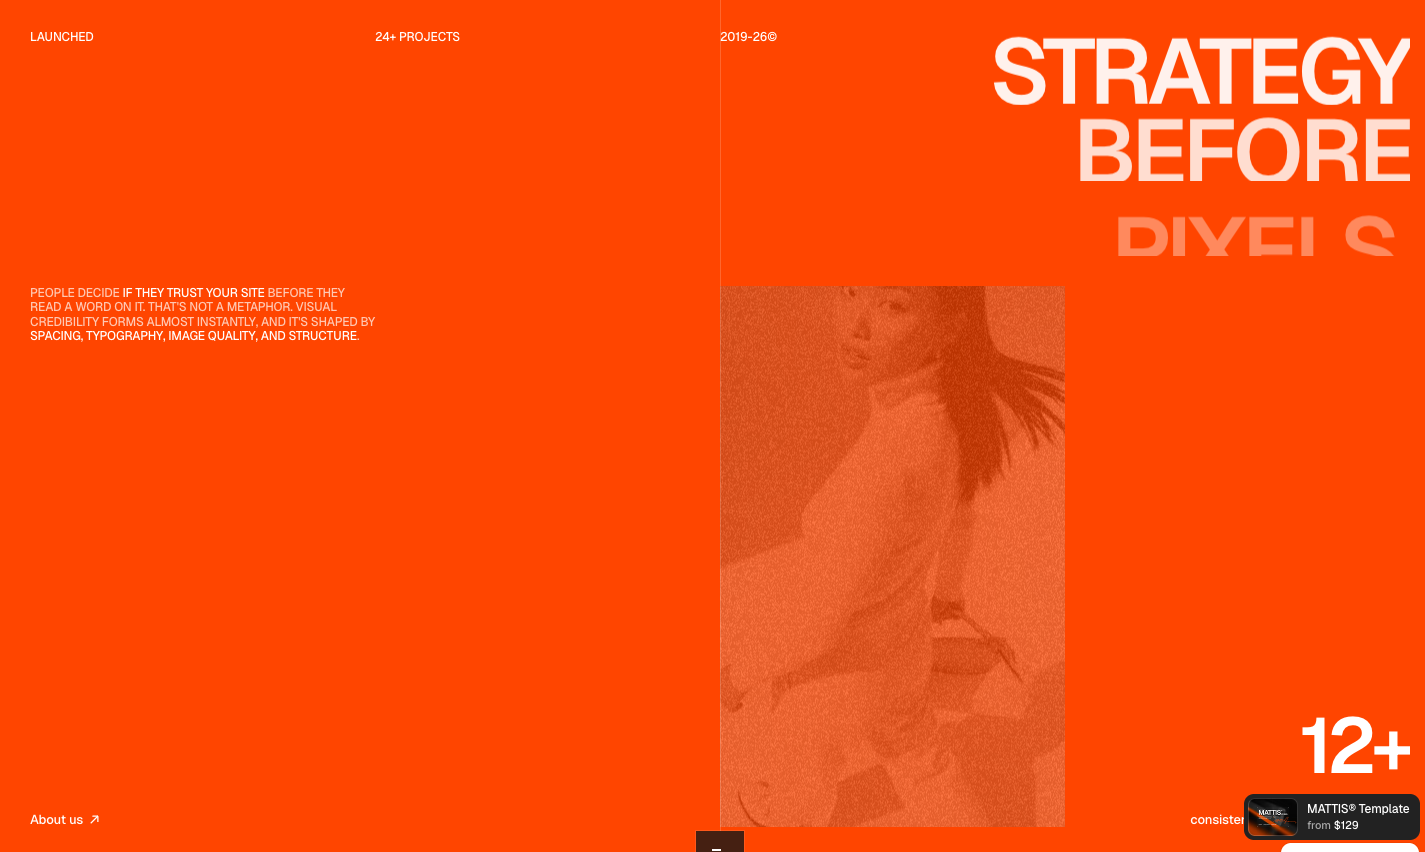 LAUNCHED
24+ PROJECTS
2019-26©
STRATEGY
BEFORE
PIXELS
PEOPLE DECIDE IF THEY TRUST YOUR SITE BEFORE THEY
READ A WORD ON IT. THAT'S NOT A METAPHOR. VISUAL
CREDIBILITY FORMS ALMOST INSTANTLY, AND IT'S SHAPED BY
SPACING, TYPOGRAPHY, IMAGE QUALITY, AND STRUCTURE.
12+
About us
MATTIS® Template
from $129